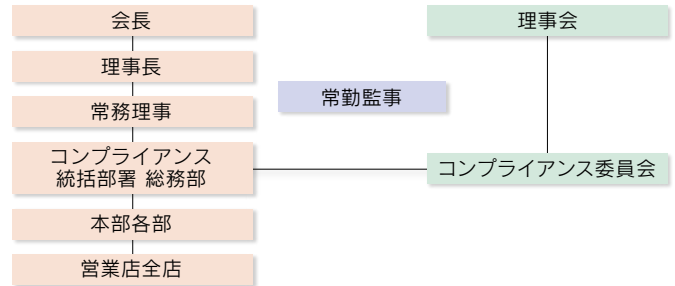 会長
理事会
理事長
常勤監事
常務理事
コンプライアンス
統括部署 総務部
コンプライアンス委員会
本部各部
営業店全店